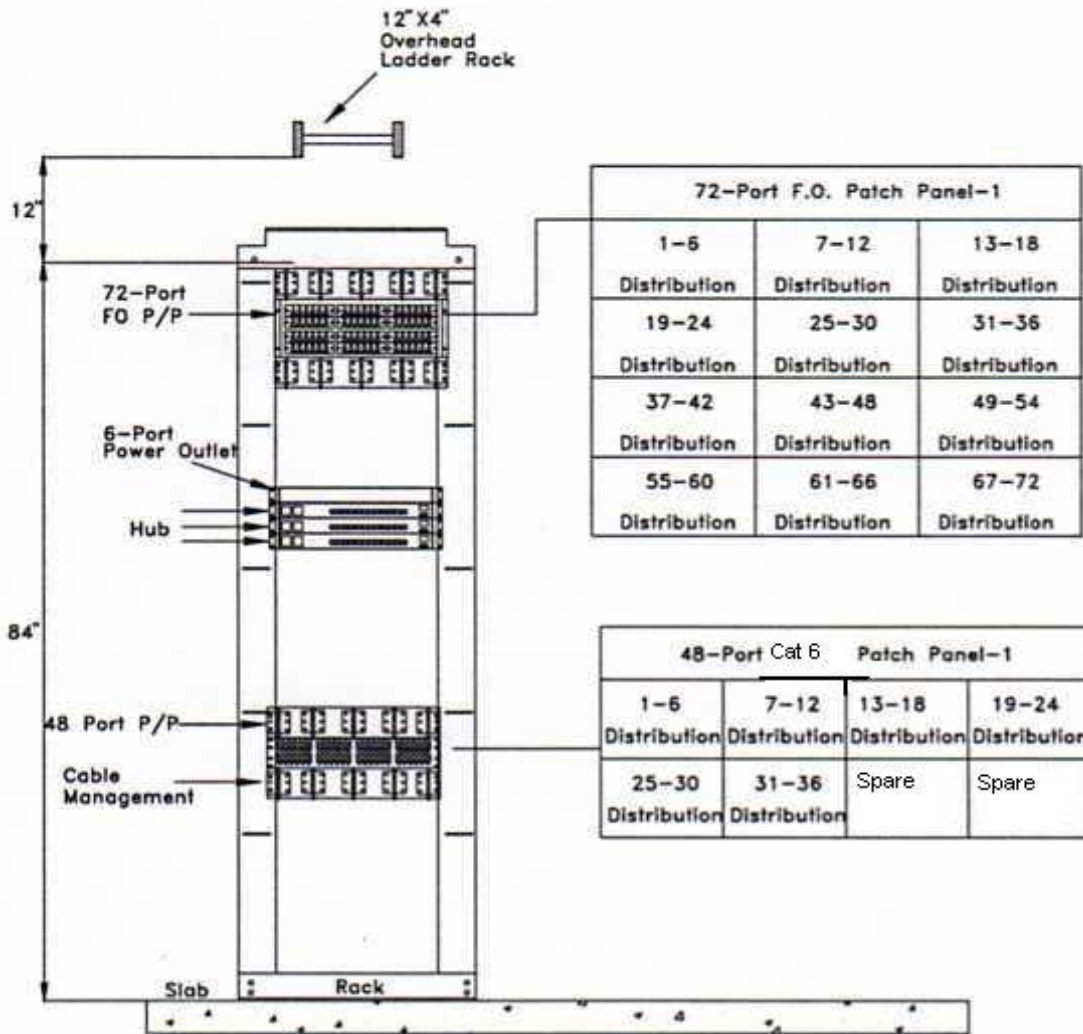 12"X4"
Overhead
Ladder Rack
12"
72-Port
FO P/P
6-Port
Power Outlet
Hub
84"
48 Port P/P
Cable
Management
Slab
Rack
72-Port F.O. Patch Panel-1
1-6 7-12 13-18
Distribution Distribution Distribution
19-24 25-30 31-36
Distribution Distribution Distribution
37-42 43-48 49-54
Distribution Distribution Distribution
55-60 61-66 67-72
Distribution Distribution Distribution
48-Port Cat 6 Patch Panel-1
1-6 7-12 13-18 19-24
Distribution Distribution Distribution Distribution
25-30 31-36 Spare Spare
Distribution Distribution